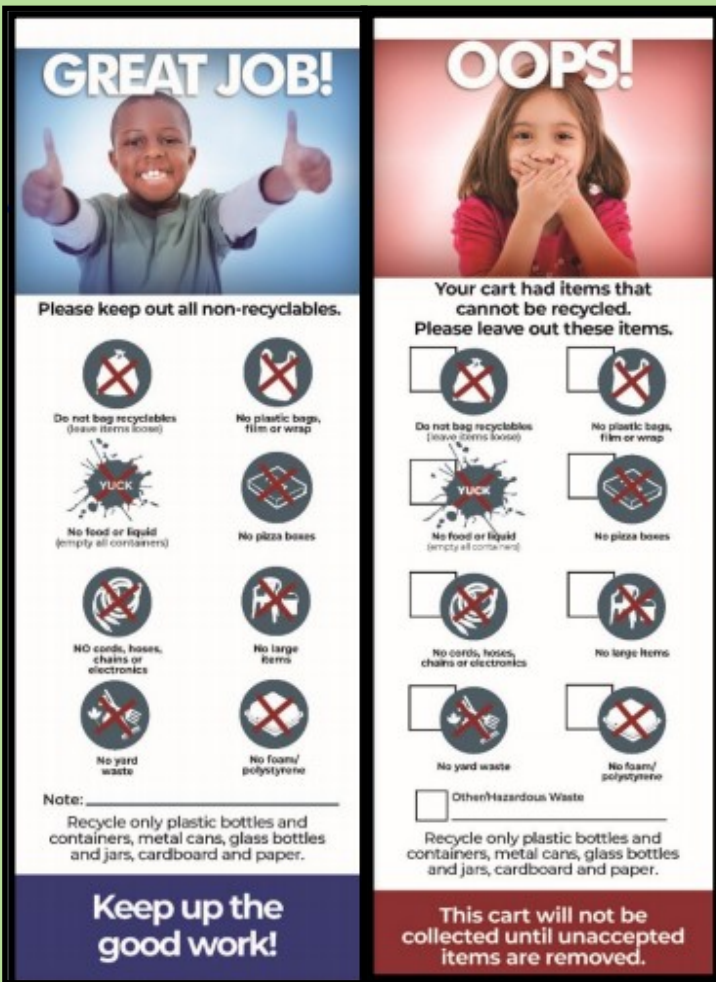 GREAT JOB!
Please keep out all non-recyclables.
Do not bag recyclables
(leave items loose)
No plastic bags,
film or wrap
YUCK
No food or liquid
(empty all containers)
No pizza boxes
NO cords, hoses,
chains or
electronics
No large
items
No yard
waste
No foam/
polystyrene
Note:
Recycle only plastic bottles and
containers, metal cans, glass bottles
and jars, cardboard and paper.
Keep up the
good work!
OOPS!
Your cart had items that
cannot be recycled.
Please leave out these items.
Do not bag recyclables
(leave items loose)
No plastic bags,
film or wrap
YUCK
No food or liquid
(empty all containers)
No pizza boxes
No cords, hoses,
chains or electronics
No large items
No yard waste
No foam/
polystyrene
Other/Hazardous Waste
Recycle only plastic bottles and
containers, metal cans, glass bottles
and jars, cardboard and paper.
This cart will not be
collected until unaccepted
items are removed.